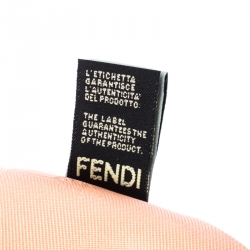 L'ETICHETTA
GARANTISCE
L'AUTENTICITA'
DEL PRODOTTO.
THE LABEL
GUARANTEES THE
AUTHENTICITY
OF THE PRODUCT.
FENDI